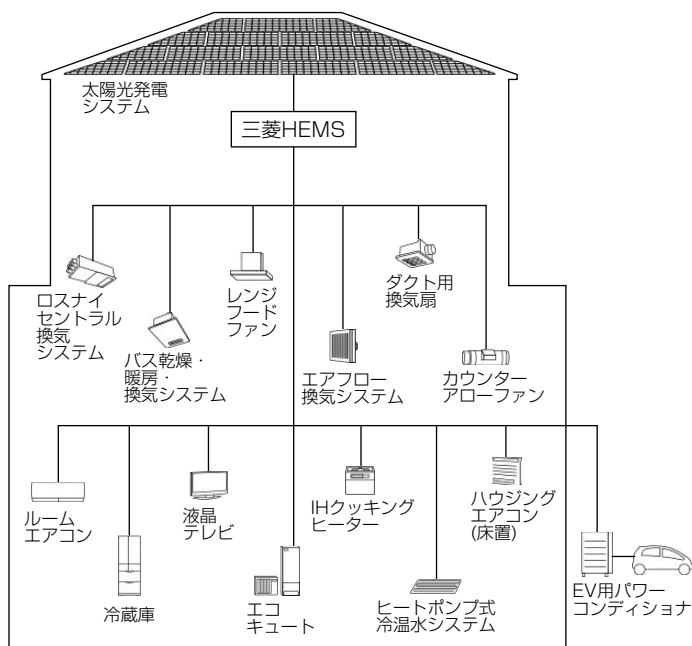 太陽光発電
システム
三菱HEMS
ロスナイ
セントラル
換気
システム
バス乾燥・
暖房・
換気システム
レンジ
フード
ファン
エアフロー
換気システム
ダクト用
換気扇
カウンター
アローファン
ルーム
エアコン
冷蔵庫
液晶
テレビ
エコ
キュート
IHクッキング
ヒーター
ヒートポンプ式
冷温水システム
ハウジング
エアコン
(床置)
EV用パワー
コンディショナ